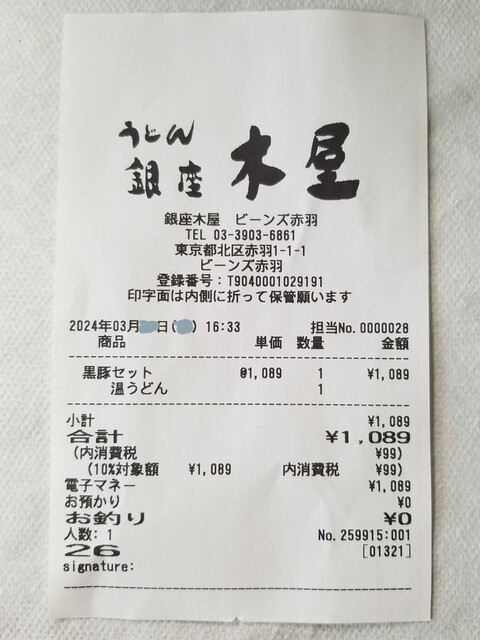 うどん
銀座 木屋
銀座木屋 ビーンズ赤羽
TEL 03-3903-6861
東京都北区赤羽1-1-1
ビーンズ赤羽
登録番号：T9040001029191
印字面は内側に折って保管願います
2024年03月 日( ) 16:33 担当No.0000028
商品 単価 数量 金額
黒豚セット @1,089 1 ¥1,089
温うどん 1
小計 ¥1,089
合計 ¥1,089
(内消費税 ¥99)
(10%対象額 ¥1,089 内消費税 ¥99)
電子マネー ¥1,089
お預かり ¥0
お釣り ¥0
人数: 1 No.259915:001
26 [01321]
signature: